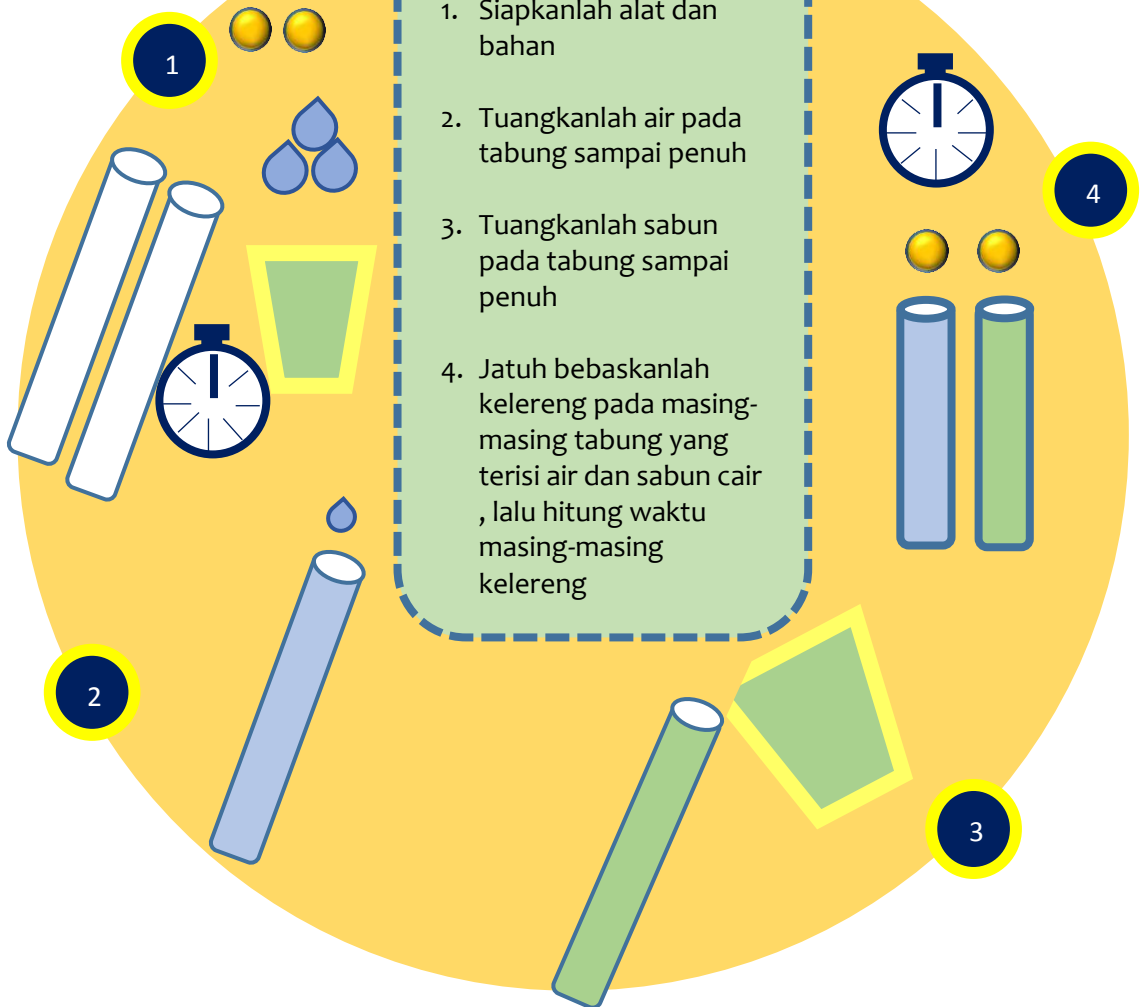 1. Siapkanlah alat dan
bahan
2. Tuangkanlah air pada
tabung sampai penuh
3. Tuangkanlah sabun
pada tabung sampai
penuh
4. Jatuh bebaskanlah
kelereng pada masing-
masing tabung yang
terisi air dan sabun cair
, lalu hitung waktu
masing-masing
kelereng
1
4
2
3